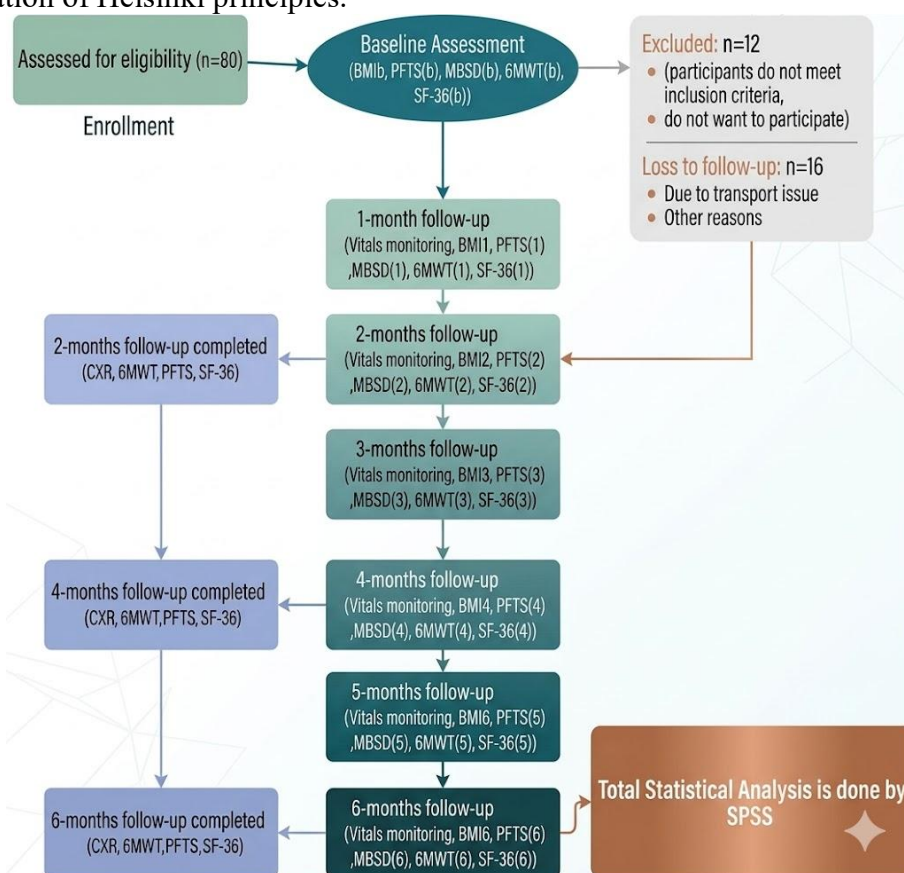 ation of Helsinki principles.
Assessed for eligibility (n=80)
Enrollment
Baseline Assessment
(BMIb, PFTS(b), MBSD(b), 6MWT(b),
SF-36(b))
Excluded: n=12
• (participants do not meet
inclusion criteria,
• do not want to participate)
Loss to follow-up: n=16
• Due to transport issue
• Other reasons
1-month follow-up
(Vitals monitoring, BMI1, PFTS(1)
,MBSD(1), 6MWT(1), SF-36(1))
2-months follow-up
(Vitals monitoring, BMI2, PFTS(2)
,MBSD(2), 6MWT(2), SF-36(2))
2-months follow-up completed
(CXR, 6MWT, PFTS, SF-36)
3-months follow-up
(Vitals monitoring, BMI3, PFTS(3)
,MBSD(3), 6MWT(3), SF-36(3))
4-months follow-up
(Vitals monitoring, BMI4, PFTS(4)
,MBSD(4), 6MWT(4), SF-36(4))
4-months follow-up completed
(CXR, 6MWT,PFTS, SF-36)
5-months follow-up
(Vitals monitoring, BMI6, PFTS(5)
,MBSD(5), 6MWT(5), SF-36(5))
6-months follow-up
(Vitals monitoring, BMI6, PFTS(6)
,MBSD(6), 6MWT(6), SF-36(6))
6-months follow-up completed
(CXR, 6MWT,PFTS,SF-36)
Total Statistical Analysis is done by
SPSS